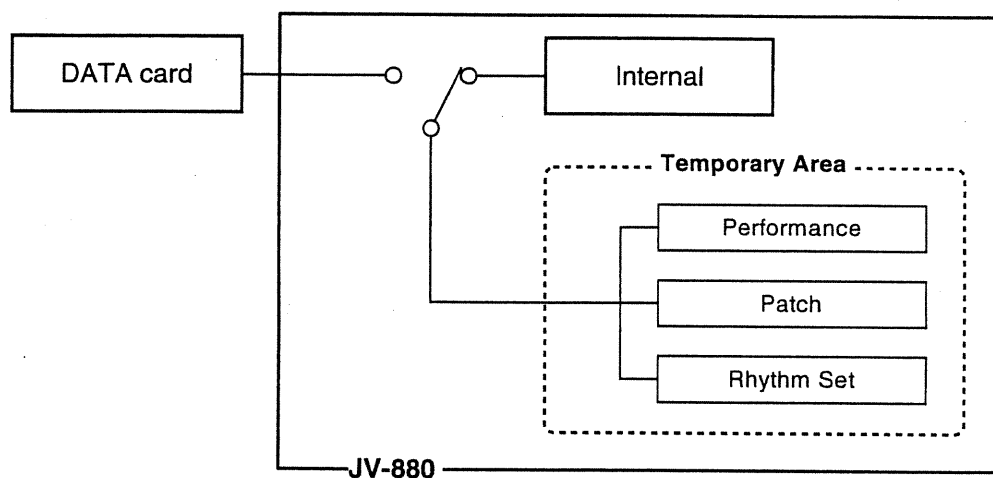 DATA card
Internal
Temporary Area
Performance
Patch
Rhythm Set
JV-880